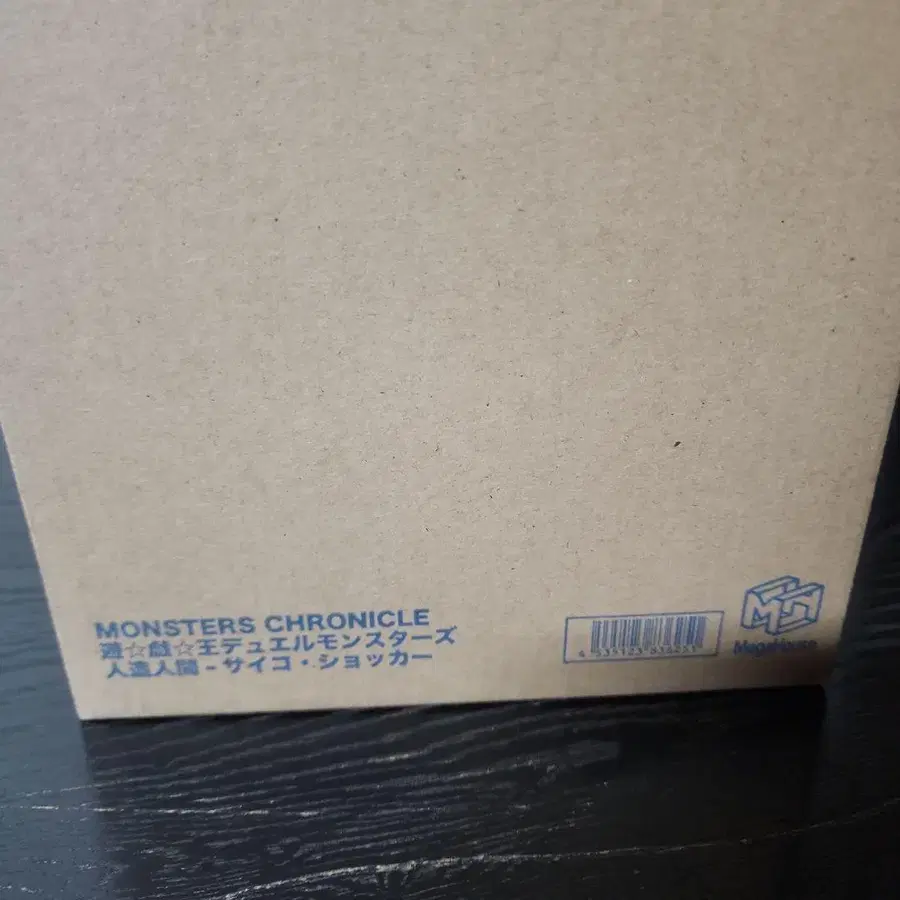 MONSTERS CHRONICLE
遊☆戯☆王デュエルモンスターズ
人造人間-サイコ・ショッカー
MegaHouse